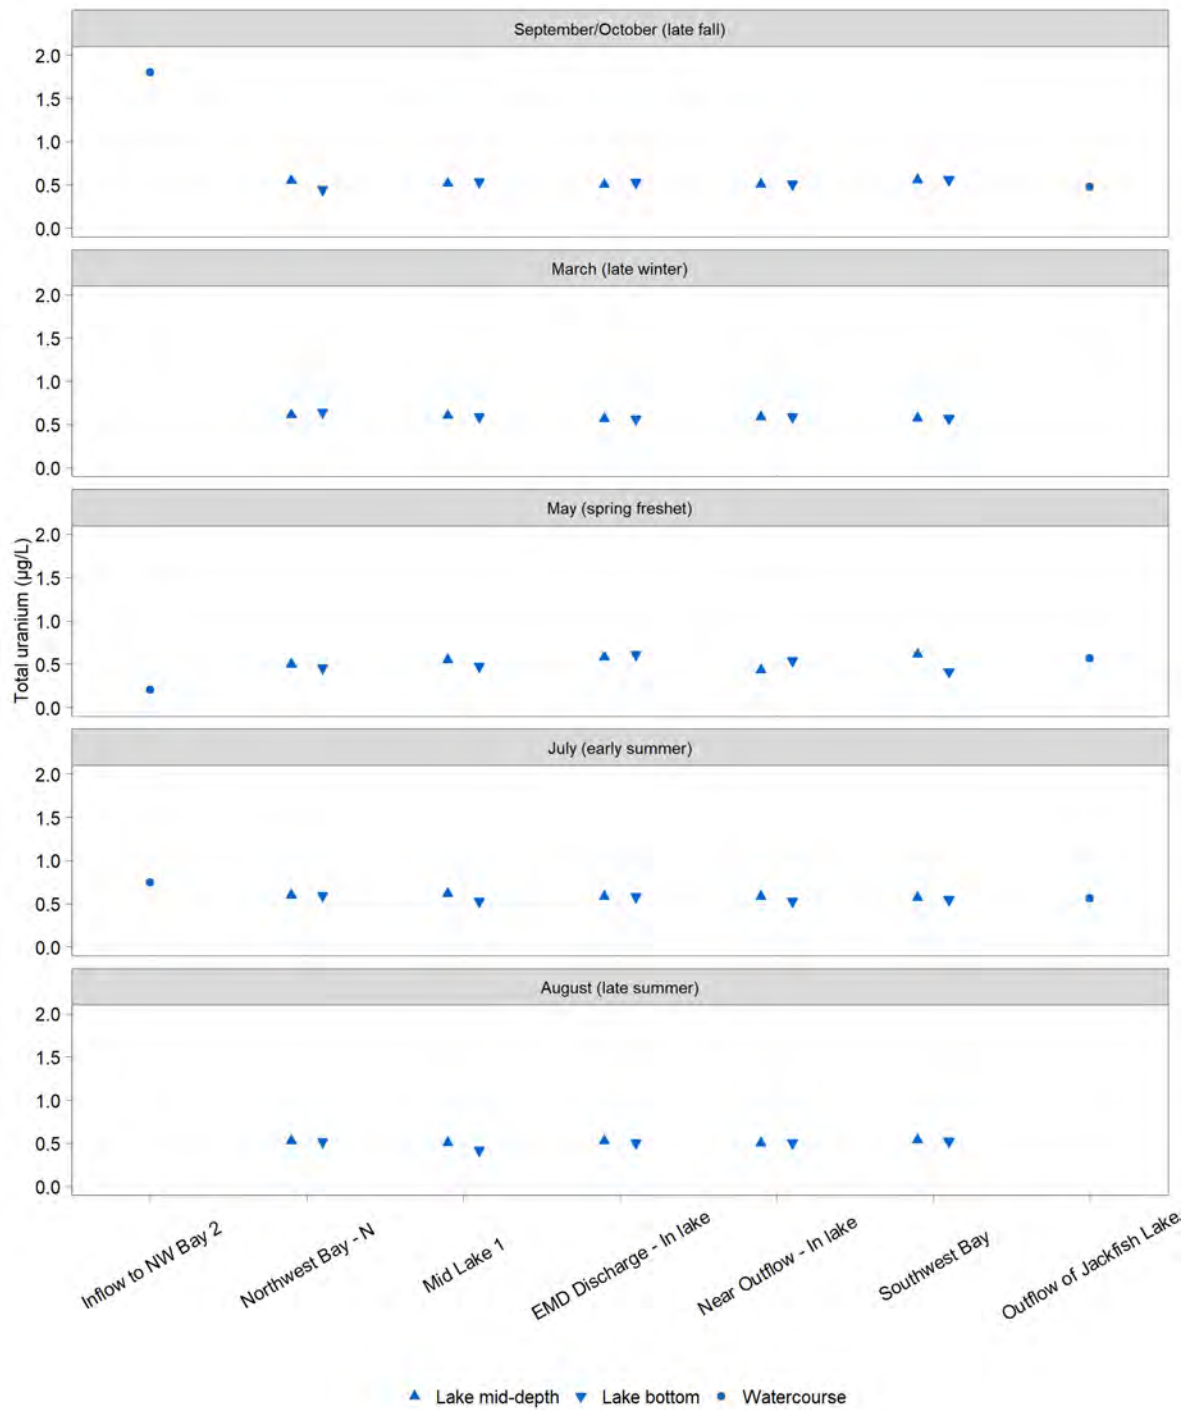 September/October (late fall)
2.0
1.5
1.0
0.5
0.0
March (late winter)
2.0
1.5
1.0
0.5
0.0
May (spring freshet)
Total uranium (µg/L)
2.0
1.5
1.0
0.5
0.0
July (early summer)
2.0
1.5
1.0
0.5
0.0
August (late summer)
2.0
1.5
1.0
0.5
0.0
Inflow to NW Bay 2
Northwest Bay - N
Mid Lake 1
EMD Discharge - In lake
Near Outflow - In lake
Southwest Bay
Outflow of Jackfish Lake
Lake mid-depth Lake bottom Watercourse